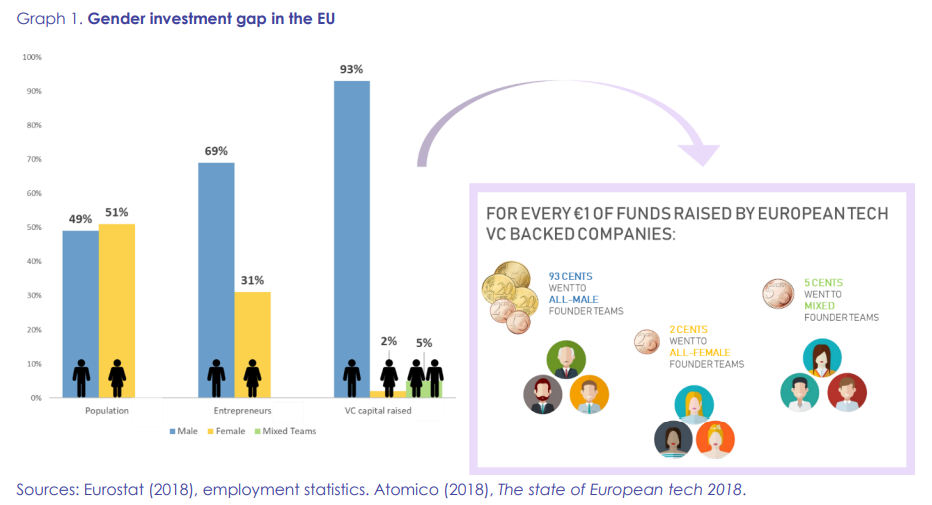 Graph 1. Gender investment gap in the EU
100%
90%
80%
70%
60%
50%
40%
30%
20%
10%
0%
49%
51%
69%
31%
93%
2%
5%
Population
Entrepreneurs
VC capital raised
Male
Female
Mixed Teams
FOR EVERY €1 OF FUNDS RAISED BY EUROPEAN TECH
VC BACKED COMPANIES:
93 CENTS
WENT TO
ALL-MALE
FOUNDER TEAMS
2 CENTS
WENT TO
ALL-FEMALE
FOUNDER TEAMS
5 CENTS
WENT TO
MIXED
FOUNDER TEAMS
Sources: Eurostat (2018), employment statistics. Atomico (2018), The state of European tech 2018.